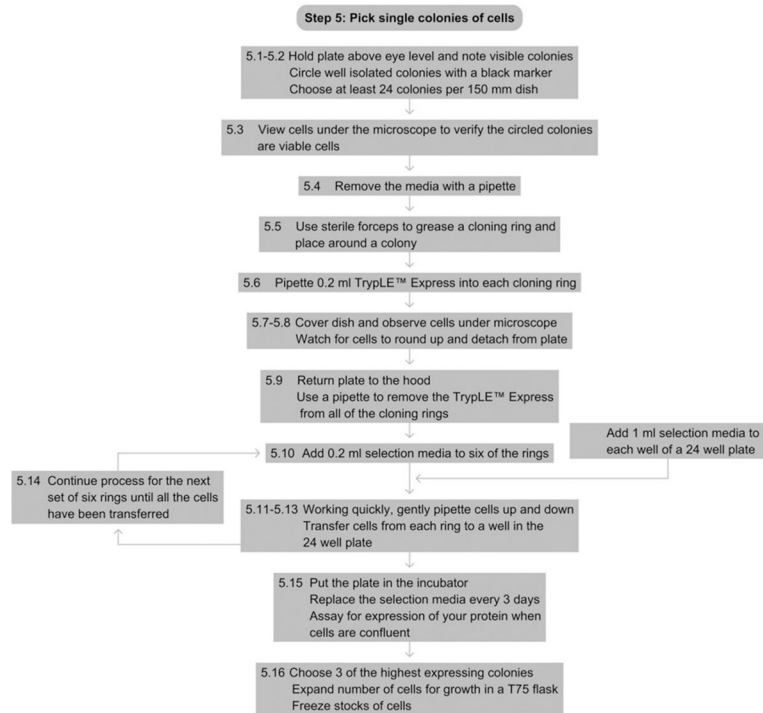 Step 5: Pick single colonies of cells
5.1-5.2 Hold plate above eye level and note visible colonies
Circle well isolated colonies with a black marker
Choose at least 24 colonies per 150 mm dish
5.3 View cells under the microscope to verify the circled colonies
are viable cells
5.4 Remove the media with a pipette
5.5 Use sterile forceps to grease a cloning ring and
place around a colony
5.6 Pipette 0.2 ml TrypLE™ Express into each cloning ring
5.7-5.8 Cover dish and observe cells under microscope
Watch for cells to round up and detach from plate
5.9 Return plate to the hood
Use a pipette to remove the TrypLE™ Express
from all of the cloning rings
5.10 Add 0.2 ml selection media to six of the rings
Add 1 ml selection media to
each well of a 24 well plate
5.14 Continue process for the next
set of six rings until all the cells
have been transferred
5.11-5.13 Working quickly, gently pipette cells up and down
Transfer cells from each ring to a well in the
24 well plate
5.15 Put the plate in the incubator
Replace the selection media every 3 days
Assay for expression of your protein when
cells are confluent
5.16 Choose 3 of the highest expressing colonies
Expand number of cells for growth in a T75 flask
Freeze stocks of cells